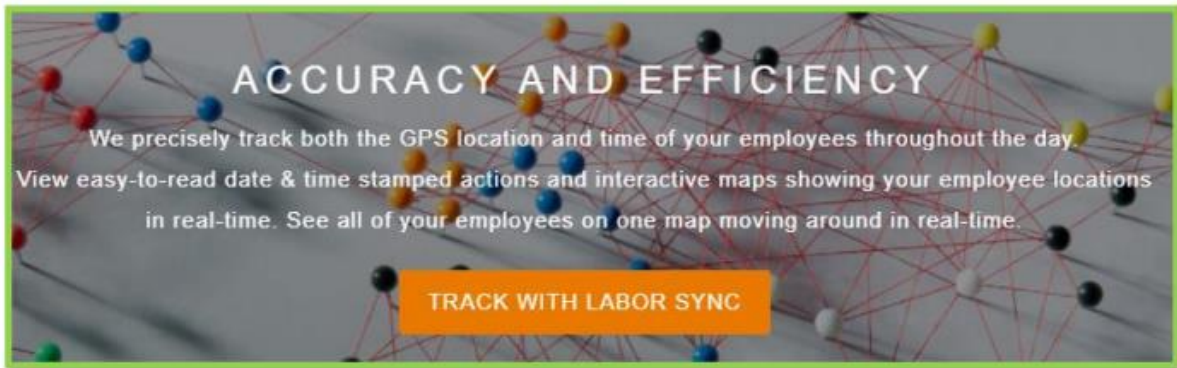 ACCURACY AND EFFICIENCY
We precisely track both the GPS location and time of your employees throughout the day.
View easy-to-read date & time stamped actions and interactive maps showing your employee locations
in real-time. See all of your employees on one map moving around in real-time.
TRACK WITH LABOR SYNC